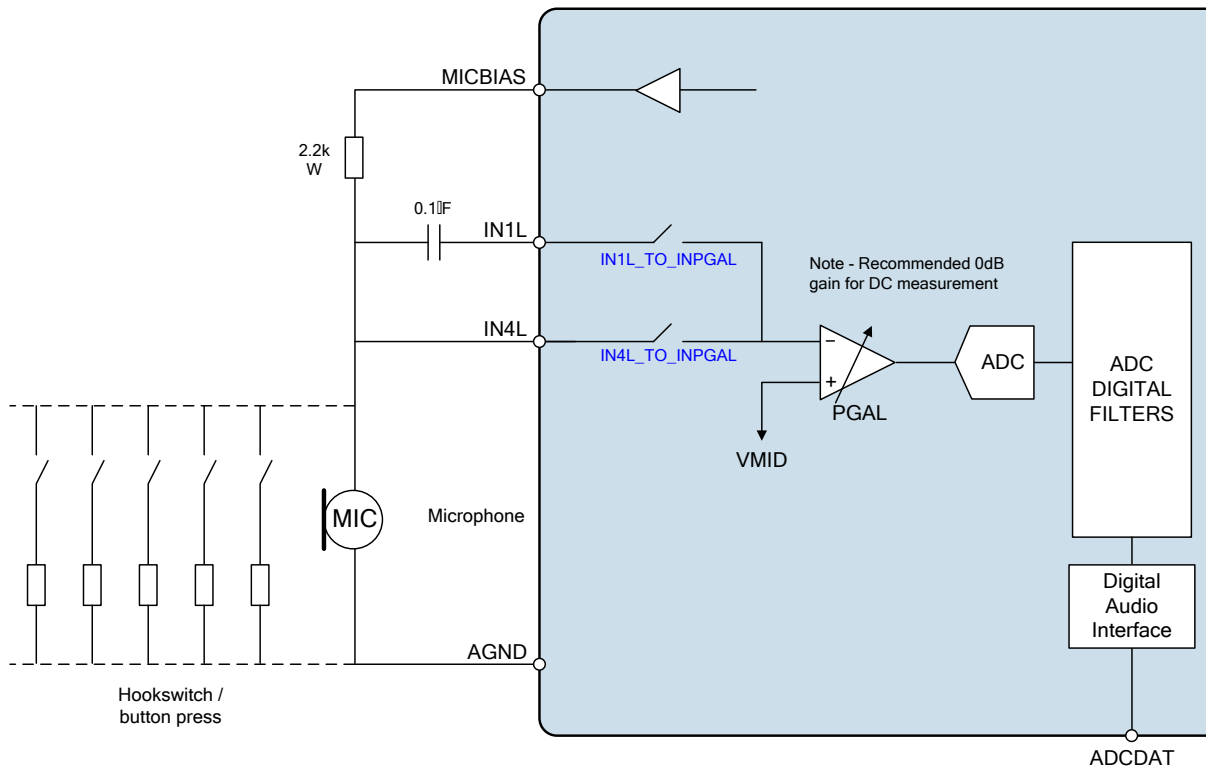 MICBIAS
2.2k
W
0.1▯F
IN1L
IN1L_TO_INPGAL
Note - Recommended 0dB
gain for DC measurement
IN4L
IN4L_TO_INPGAL
−
+
PGAL
VMID
ADC
ADC
DIGITAL
FILTERS
MIC
Microphone
Digital
Audio
Interface
AGND
Hookswitch /
button press
ADCDAT